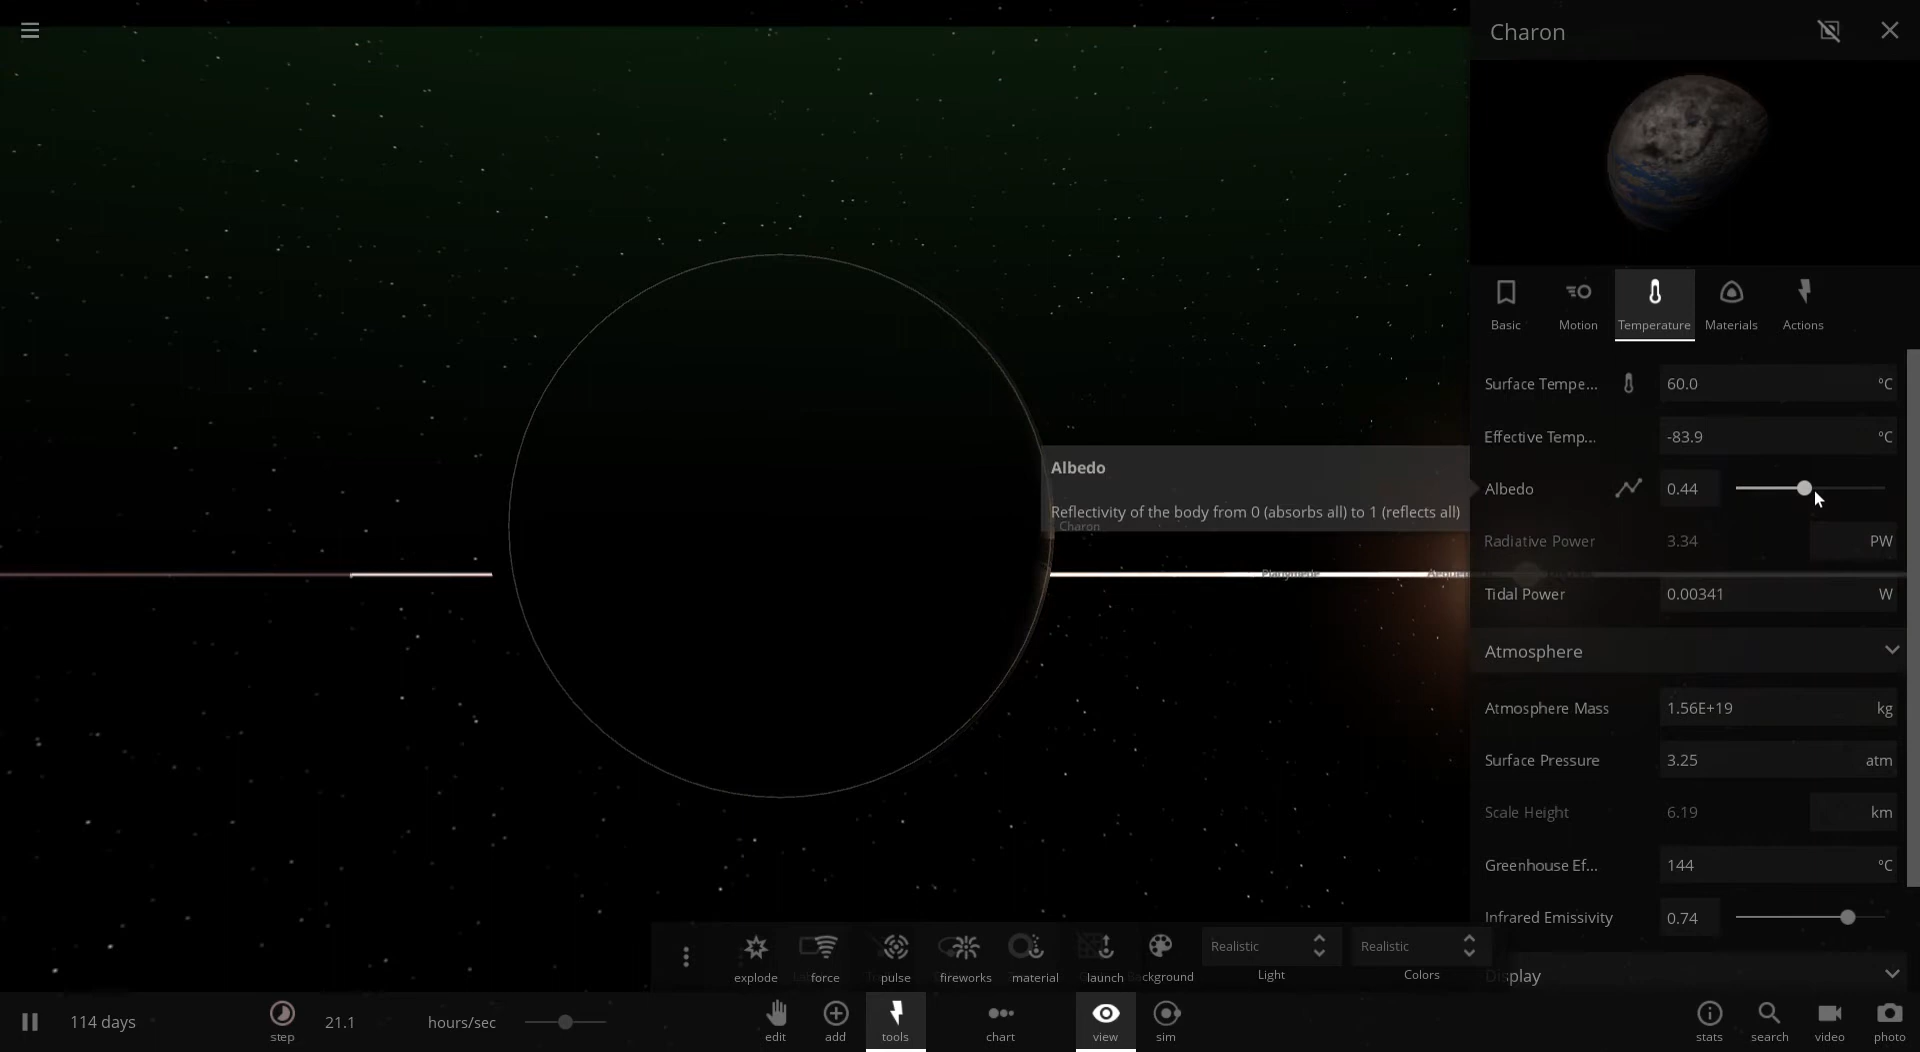 Charon
Basic
Motion
Temperature
Materials
Actions
Surface Tempe... 60.0 °C
Effective Temp... -83.9 °C
Albedo 0.44
Radiative Power 3.34 PW
Tidal Power 0.00341 W
Albedo
Reflectivity of the body from 0 (absorbs all) to 1 (reflects all)
Charon
Planymede
Atmosphere
Atmosphere Mass 1.56E+19 kg
Surface Pressure 3.25 atm
Scale Height 6.19 km
Greenhouse Ef... 144 °C
Infrared Emissivity 0.74
Display
Realistic
Realistic
explode
force
pulse
fireworks
material
launch
ckground
Light
Colors
114 days
step
21.1
hours/sec
edit
add
tools
chart
view
sim
stats
search
video
photo